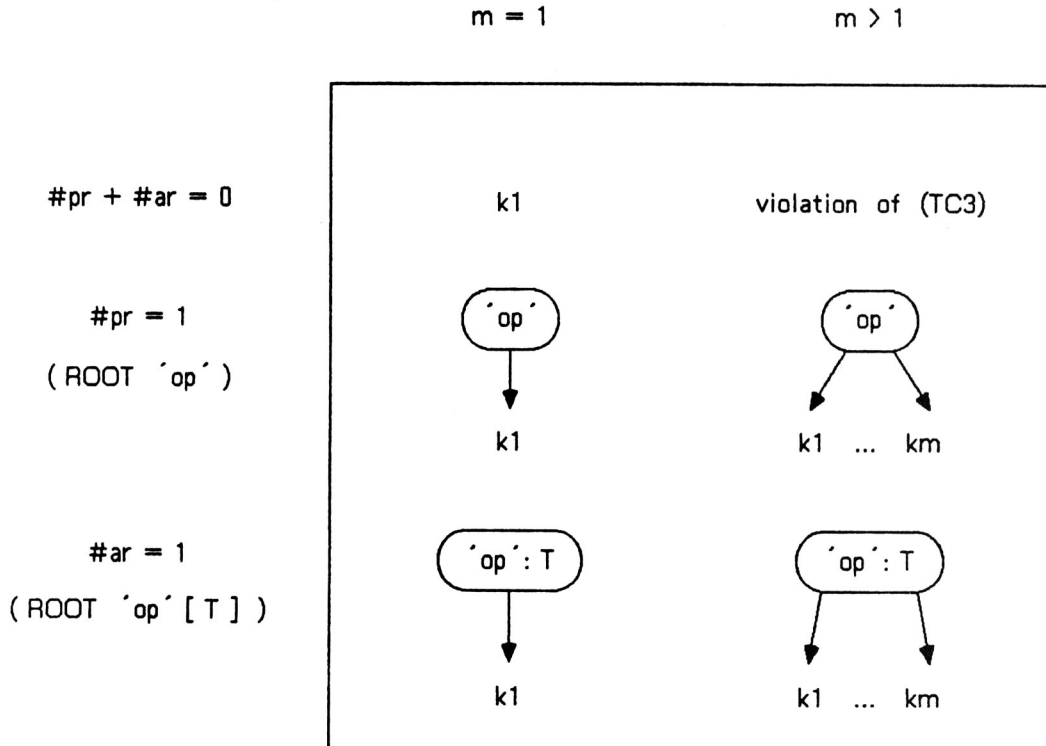 m = 1 m > 1
#pr + #ar = 0 k1 violation of (TC3)
#pr = 1 ´op´ ´op´
( ROOT ´op´ )
k1 k1 ... km
#ar = 1 ´op´ : T ´op´ : T
( ROOT ´op´ [ T ] )
k1 k1 ... km